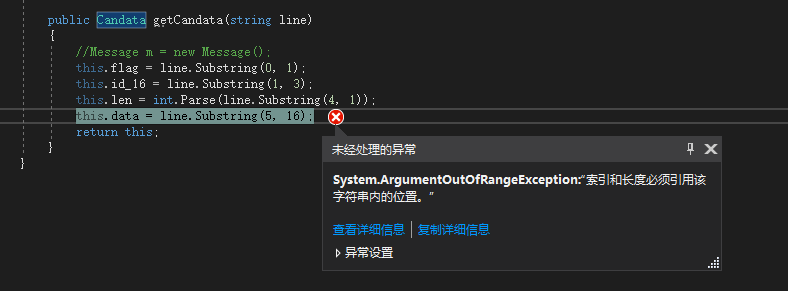 public Candata getCandata(string line)
{
//Message m = new Message();
this.flag = line.Substring(0, 1);
this.id_16 = line.Substring(1, 3);
this.len = int.Parse(line.Substring(4, 1));
this.data = line.Substring(5, 16);
return this;
}
}
未经处理的异常
System.ArgumentOutOfRangeException:“索引和长度必须引用该
字符串内的位置。”
查看详细信息 | 复制详细信息
异常设置